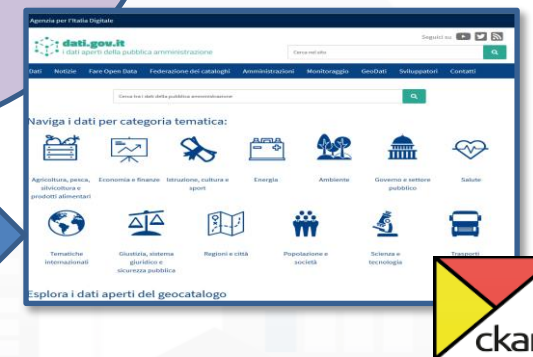 Agenzia per l'Italia Digitale
Seguici su
dati.gov.it
i dati aperti della pubblica amministrazione
Cerca nel sito
Dati Notizie Fare Open Data Federazione dei cataloghi Amministrazioni Monitoraggio GeoDati Sviluppatori Contatti
Cerca tra i dati della pubblica amministrazione
Naviga i dati per categoria tematica:
Agricoltura, pesca, silvicoltura e prodotti alimentari
Economia e finanze
Istruzione, cultura e sport
Energia
Ambiente
Governo e settore pubblico
Salute
Tematiche internazionali
Giustizia, sistema giuridico e sicurezza pubblica
Regioni e città
Popolazione e società
Scienza e tecnologia
Trasporti
Esplora i dati aperti del geocatalogo
ckan